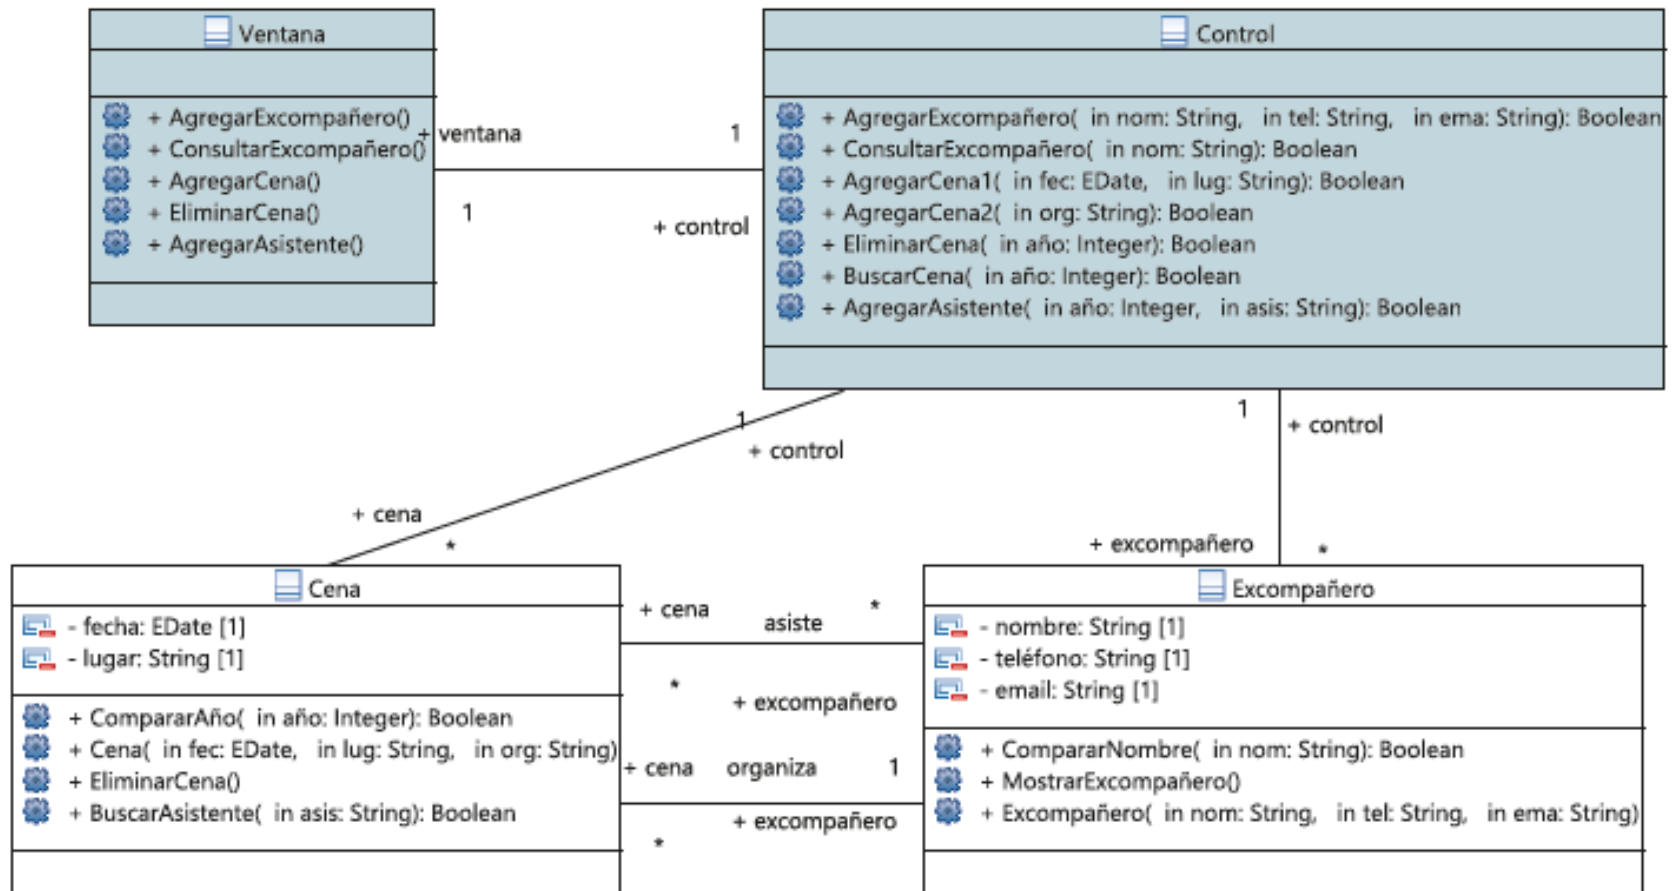 Ventana
+ AgregarExcompañero()
+ ConsultarExcompañero()
+ AgregarCena()
+ EliminarCena()
+ AgregarAsistente()
+ ventana
1
1
+ control
Control
+ AgregarExcompañero( in nom: String, in tel: String, in ema: String): Boolean
+ ConsultarExcompañero( in nom: String): Boolean
+ AgregarCena1( in fec: EDate, in lug: String): Boolean
+ AgregarCena2( in org: String): Boolean
+ EliminarCena( in año: Integer): Boolean
+ BuscarCena( in año: Integer): Boolean
+ AgregarAsistente( in año: Integer, in asis: String): Boolean
1
+ control
+ cena
*
1
+ control
+ excompañero
*
Cena
- fecha: EDate [1]
- lugar: String [1]
+ CompararAño( in año: Integer): Boolean
+ Cena( in fec: EDate, in lug: String, in org: String)
+ EliminarCena()
+ BuscarAsistente( in asis: String): Boolean
+ cena
asiste
*
*
+ excompañero
+ cena
organiza
1
+ excompañero
*
Excompañero
- nombre: String [1]
- teléfono: String [1]
- email: String [1]
+ CompararNombre( in nom: String): Boolean
+ MostrarExcompañero()
+ Excompañero( in nom: String, in tel: String, in ema: String)